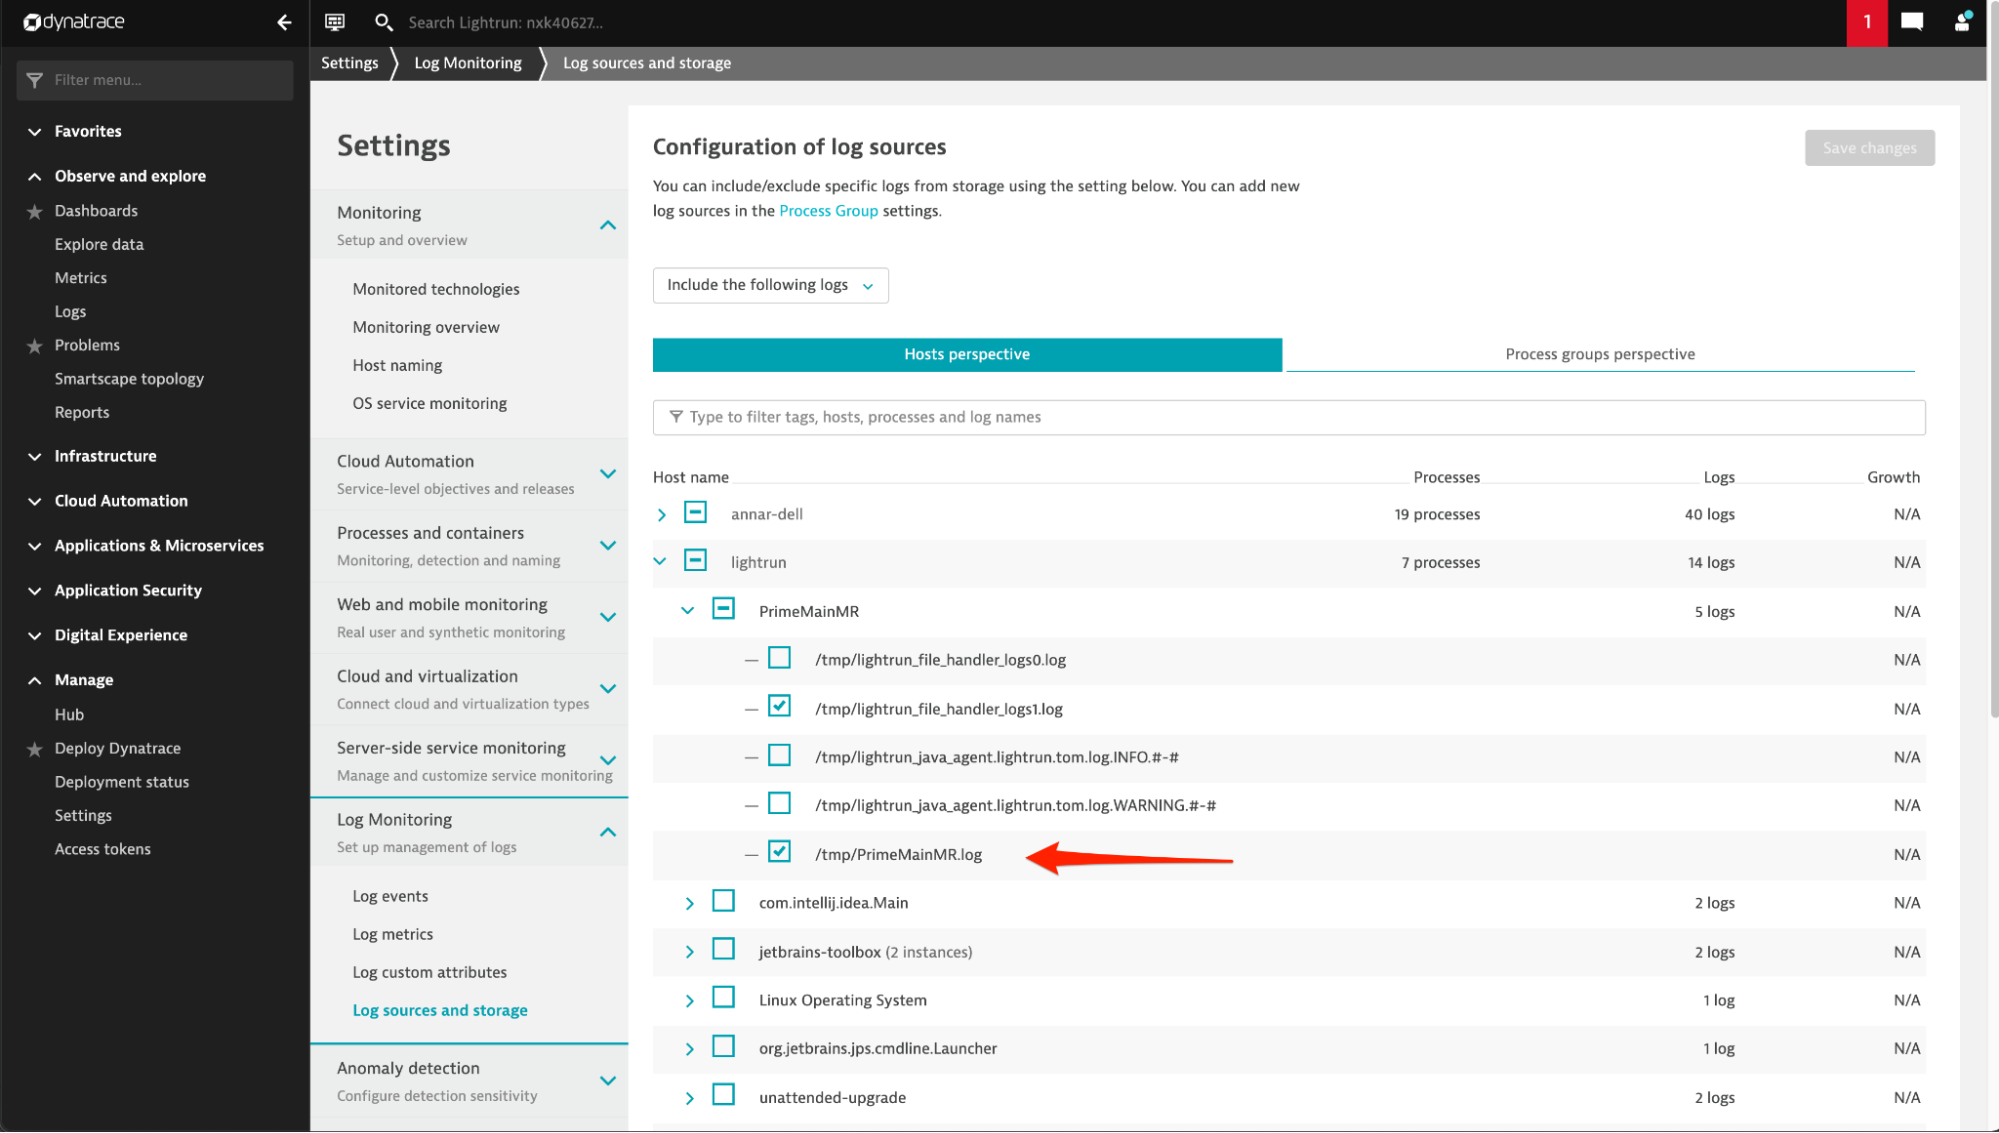 dynatrace
Search Lightrun: nxk40627...
1
Filter menu...
Favorites
Observe and explore
Dashboards
Explore data
Metrics
Logs
Problems
Smartscape topology
Reports
Infrastructure
Cloud Automation
Applications & Microservices
Application Security
Digital Experience
Manage
Hub
Deploy Dynatrace
Deployment status
Settings
Access tokens
Settings
Log Monitoring
Log sources and storage
Settings
Monitoring
Setup and overview
Monitored technologies
Monitoring overview
Host naming
OS service monitoring
Cloud Automation
Service-level objectives and releases
Processes and containers
Monitoring, detection and naming
Web and mobile monitoring
Real user and synthetic monitoring
Cloud and virtualization
Connect cloud and virtualization types
Server-side service monitoring
Manage and customize service monitoring
Log Monitoring
Set up management of logs
Log events
Log metrics
Log custom attributes
Log sources and storage
Anomaly detection
Configure detection sensitivity
Configuration of log sources
Save changes
You can include/exclude specific logs from storage using the setting below. You can add new
log sources in the Process Group settings.
Include the following logs
Hosts perspective
Process groups perspective
Type to filter tags, hosts, processes and log names
Host name Processes Logs Growth
annar-dell 19 processes 40 logs N/A
lightrun 7 processes 14 logs N/A
PrimeMainMR 5 logs N/A
/tmp/lightrun_file_handler_logs0.log N/A
/tmp/lightrun_file_handler_logs1.log N/A
/tmp/lightrun_java_agent.lightrun.tom.log.INFO.#-# N/A
/tmp/lightrun_java_agent.lightrun.tom.log.WARNING.#-# N/A
/tmp/PrimeMainMR.log N/A
com.intellij.idea.Main 2 logs N/A
jetbrains-toolbox (2 instances) 2 logs N/A
Linux Operating System 1 log N/A
org.jetbrains.jps.cmdline.Launcher 1 log N/A
unattended-upgrade 2 logs N/A